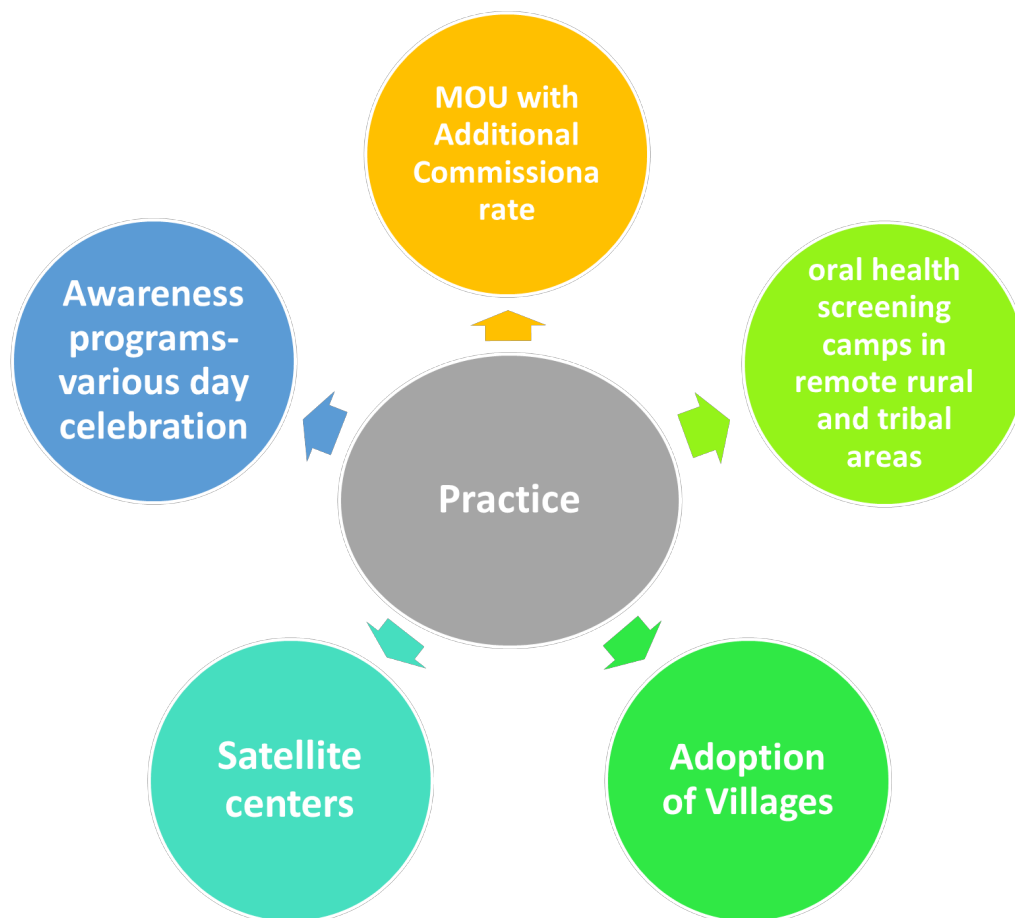 MOU with
Additional
Commissiona
rate
oral health
screening
camps in
remote rural
and tribal
areas
Awareness
programs-
various day
celebration
Practice
Satellite
centers
Adoption
of Villages